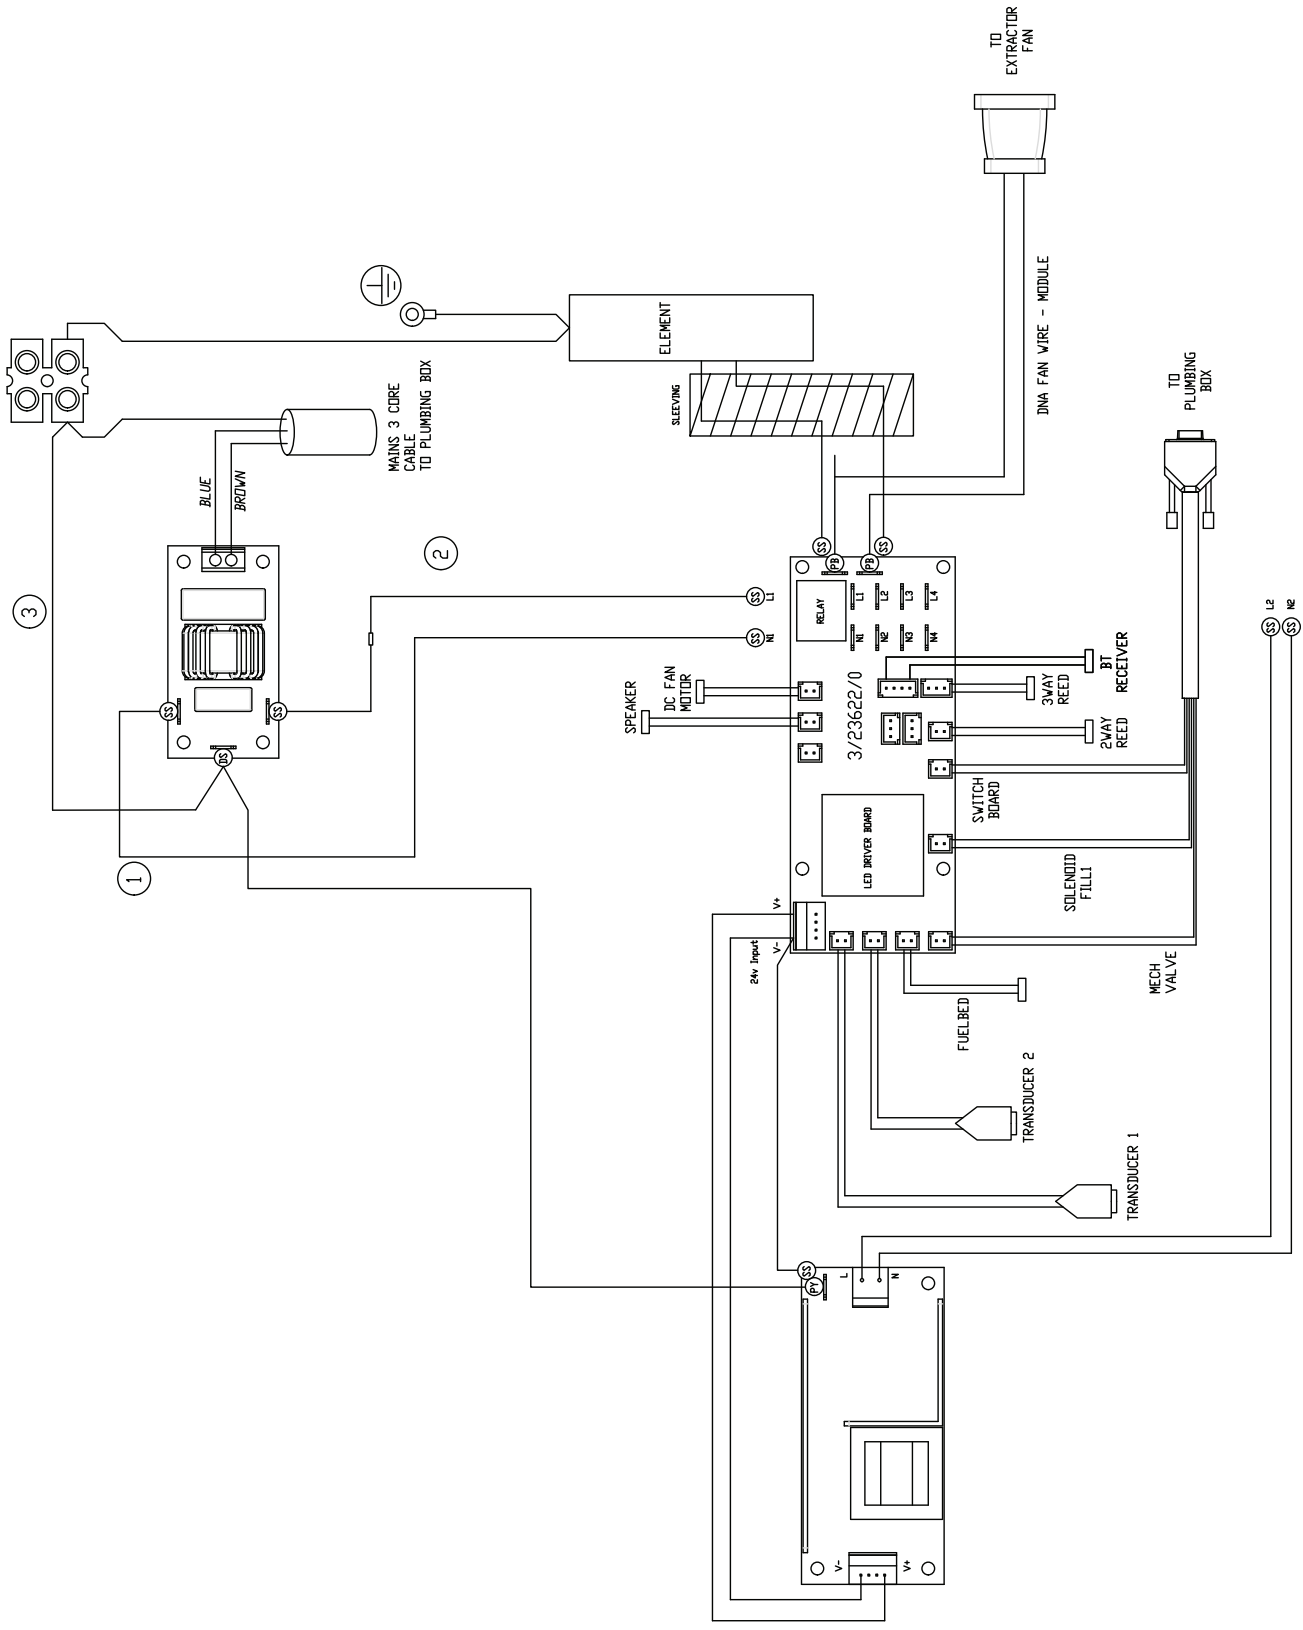 TO
EXTRACTOR
FAN
ELEMENT
SLEEVING
DNA FAN WIRE - MODULE
MAINS 3 CORE
CABLE
TO PLUMBING BOX
BLUE
BROWN
TO
PLUMBING
BOX
3
2
1
SS
SS
DS
SS
L1
SS
N1
SS
PB
PB
SS
RELAY
L1
L2
L3
L4
N1
N2
N3
N4
3/23622/0
SPEAKER
DC FAN
MOTOR
BT
RECEIVER
3WAY
REED
2WAY
REED
SWITCH
BOARD
LED DRIVER BOARD
SOLENOID
FILL1
MECH
VALVE
24v Input
V+
V-
FUELBED
TRANSDUCER 2
TRANSDUCER 1
SS
L2
SS
N2
SS
PY
L
N
V-
V+